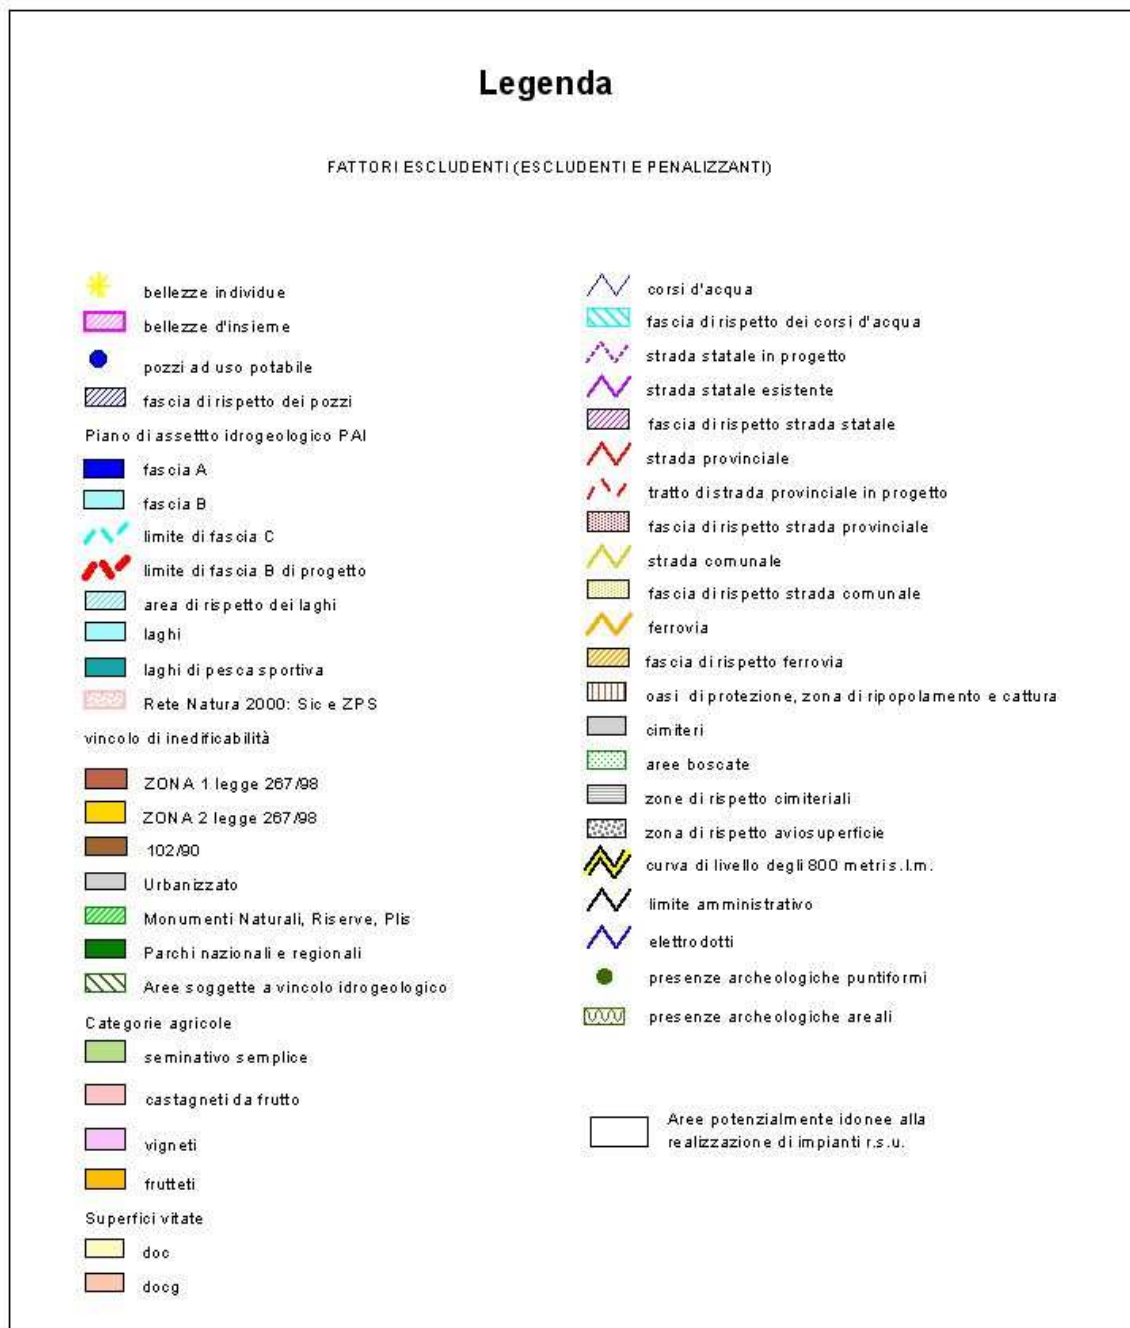 Legenda
FATTORI ESCLUDENTI (ESCLUDENTI E PENALIZZANTI)
bellezze individue
bellezze d'insieme
pozzi ad uso potabile
fascia di rispetto dei pozzi
Piano di assettto idrogeologico PAI
fascia A
fascia B
limite di fascia C
limite di fascia B di progetto
area di rispetto dei laghi
laghi
laghi di pesca sportiva
Rete Natura 2000: Sic e ZPS
vincolo di inedificabilità
ZONA 1 legge 267/98
ZONA 2 legge 267/98
102/90
Urbanizzato
Monumenti Naturali, Riserve, Plis
Parchi nazionali e regionali
Aree soggette a vincolo idrogeologico
Categorie agricole
seminativo semplice
castagneti da frutto
vigneti
frutteti
Superfici vitate
doc
docg
corsi d'acqua
fascia di rispetto dei corsi d'acqua
strada statale in progetto
strada statale esistente
fascia di rispetto strada statale
strada provinciale
tratto di strada provinciale in progetto
fascia di rispetto strada provinciale
strada comunale
fascia di rispetto strada comunale
ferrovia
fascia di rispetto ferrovia
oasi di protezione, zona di ripopolamento e cattura
cimiteri
aree boscate
zone di rispetto cimiteriali
zona di rispetto aviosuperficie
curva di livello degli 800 metri s.l.m.
limite amministrativo
elettrodotti
presenze archeologiche puntiformi
presenze archeologiche areali
Aree potenzialmente idonee alla
realizzazione di impianti r.s.u.